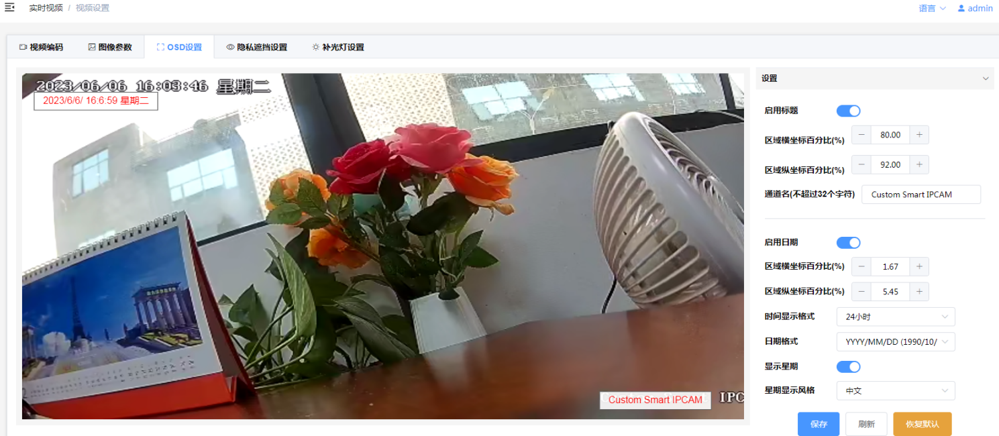 实时视频 / 视频设置
语言 admin
视频编码 图像参数 OSD设置 隐私遮挡设置 补光灯设置
2023/06/06 16:03:46 星期二
2023/6/6/ 16:6:59 星期二
Custom Smart IPCAM
IPC
设置
启用标题
区域横坐标百分比(%) 80.00
区域纵坐标百分比(%) 92.00
通道名(不超过32个字符) Custom Smart IPCAM
启用日期
区域横坐标百分比(%) 1.67
区域纵坐标百分比(%) 5.45
时间显示格式 24小时
日期格式 YYYY/MM/DD (1990/10/
显示星期
星期显示风格 中文
保存 刷新 恢复默认